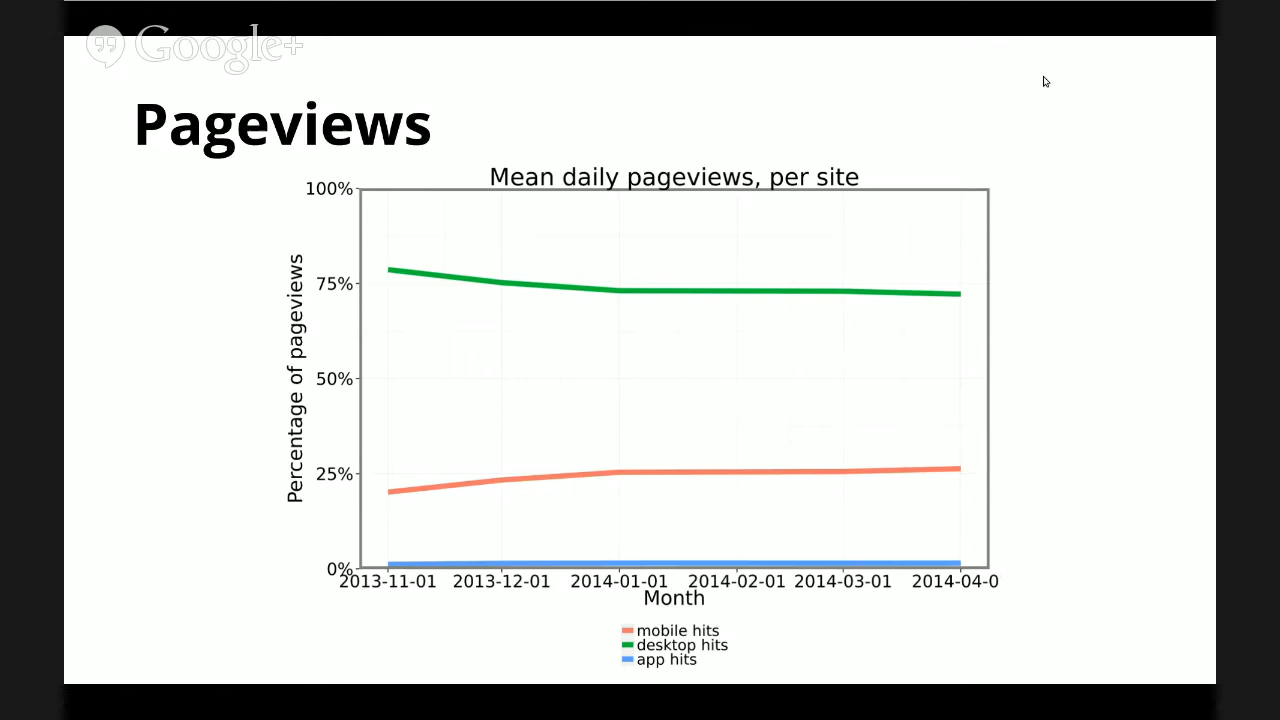 Google+
Pageviews
Mean daily pageviews, per site
100%
75%
50%
25%
0%
Percentage of pageviews
2013-11-01 2013-12-01 2014-01-01 2014-02-01 2014-03-01 2014-04-0
Month
mobile hits
desktop hits
app hits